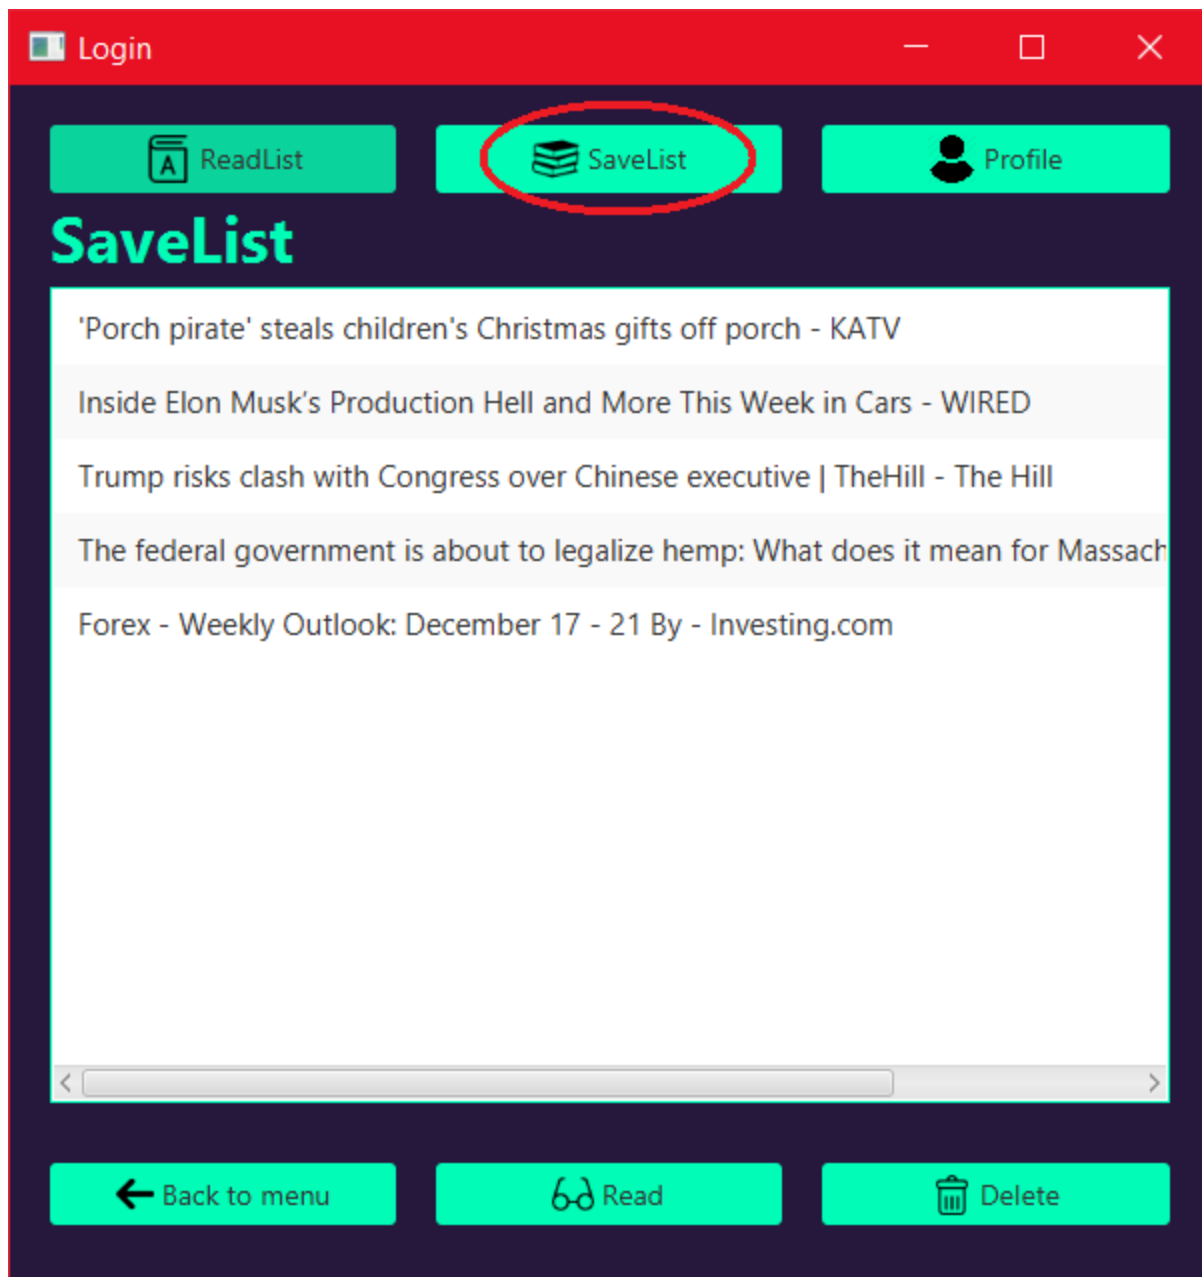 Login
ReadList SaveList Profile
SaveList
'Porch pirate' steals children's Christmas gifts off porch - KATV
Inside Elon Musk’s Production Hell and More This Week in Cars - WIRED
Trump risks clash with Congress over Chinese executive | TheHill - The Hill
The federal government is about to legalize hemp: What does it mean for Massach
Forex - Weekly Outlook: December 17 - 21 By - Investing.com
Back to menu Read Delete